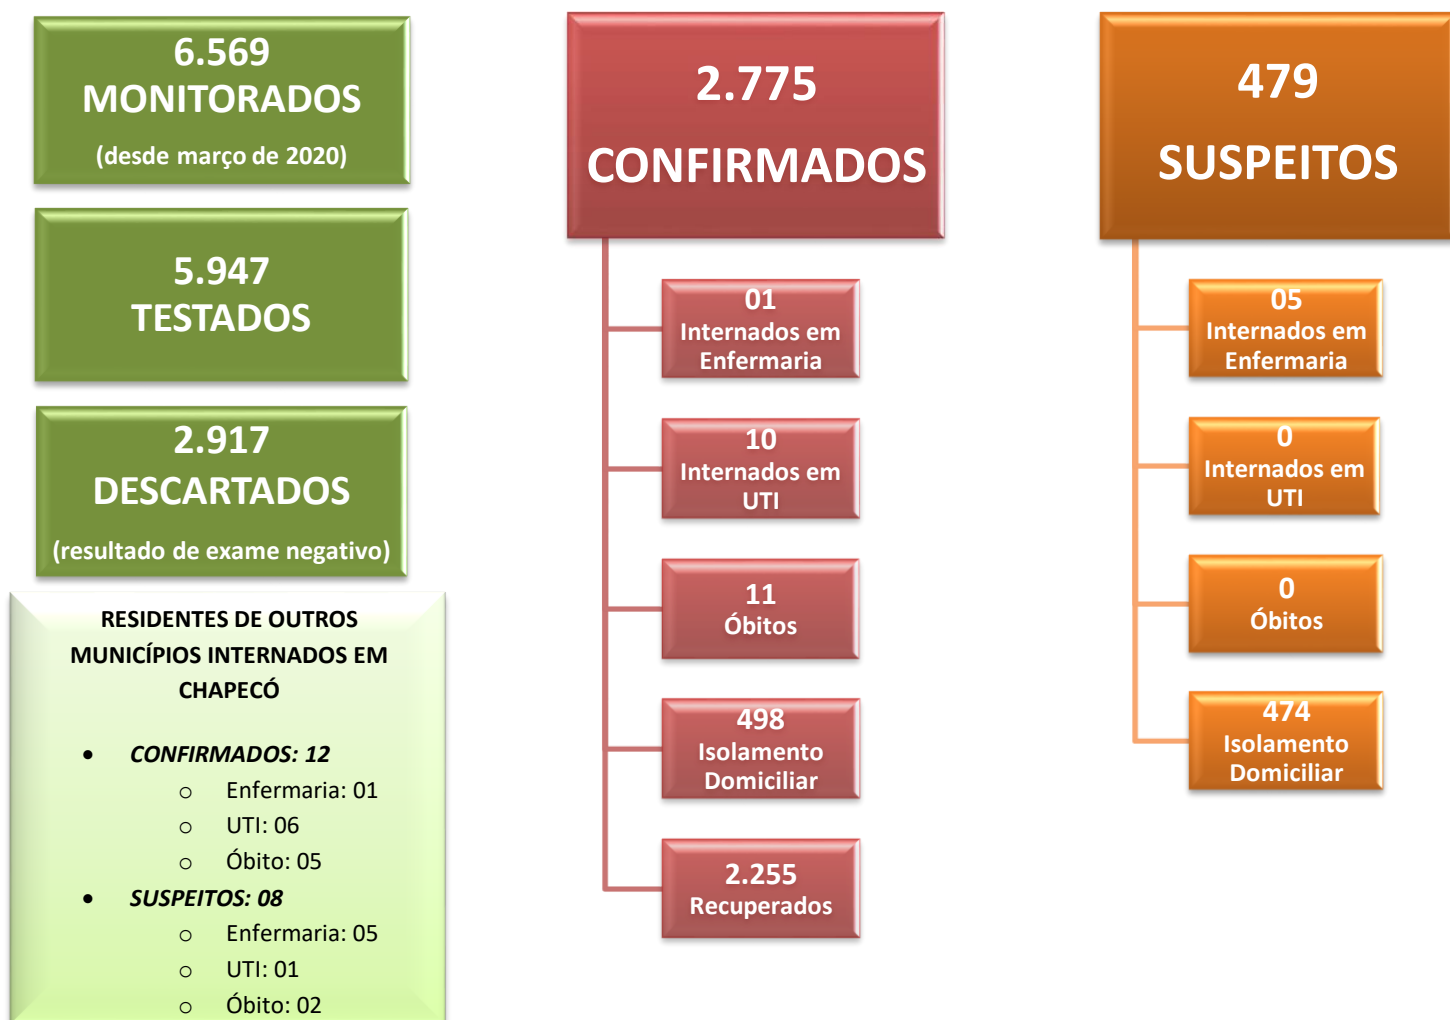 6.569
MONITORADOS
(desde março de 2020)
5.947
TESTADOS
2.917
DESCARTADOS
(resultado de exame negativo)
RESIDENTES DE OUTROS
MUNICÍPIOS INTERNADOS EM
CHAPECÓ
• CONFIRMADOS: 12
o Enfermaria: 01
o UTI: 06
o Óbito: 05
• SUSPEITOS: 08
o Enfermaria: 05
o UTI: 01
o Óbito: 02
2.775
CONFIRMADOS
01
Internados em
Enfermaria
10
Internados em
UTI
11
Óbitos
498
Isolamento
Domiciliar
2.255
Recuperados
479
SUSPEITOS
05
Internados em
Enfermaria
0
Internados em
UTI
0
Óbitos
474
Isolamento
Domiciliar